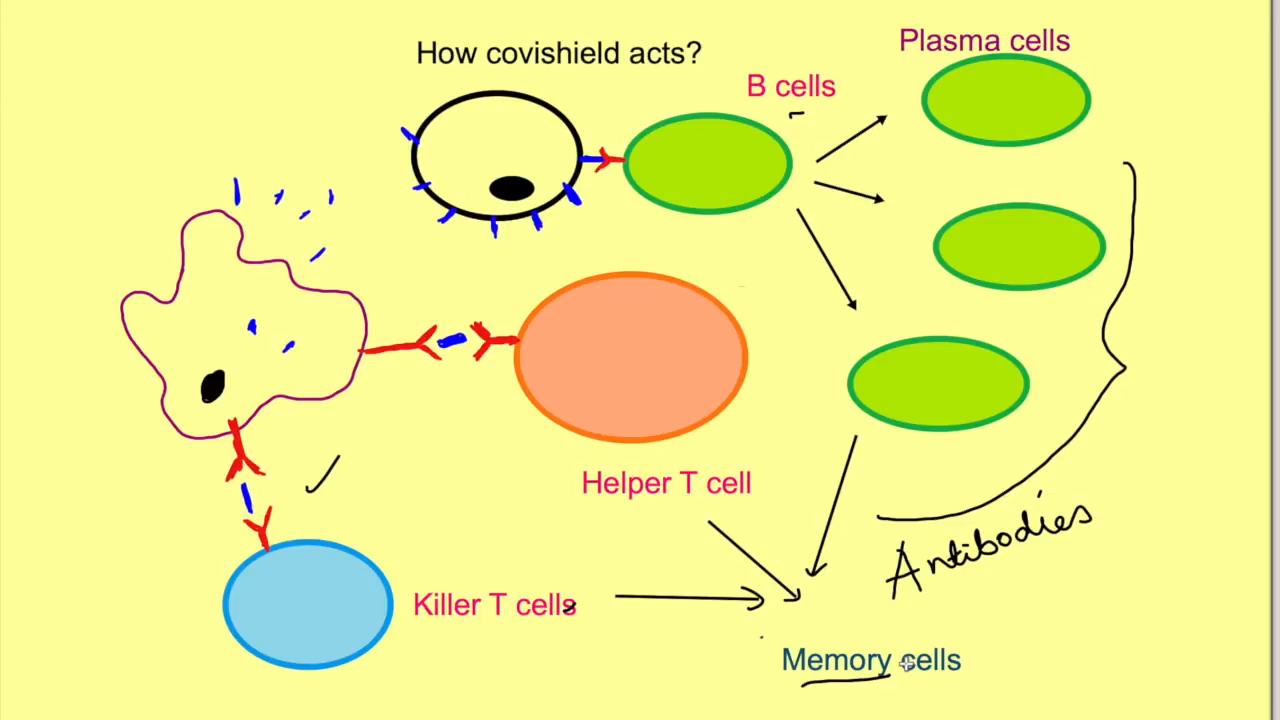 How covishield acts?
Plasma cells
B cells
Helper T cell
Antibodies
Killer T cells
Memory cells